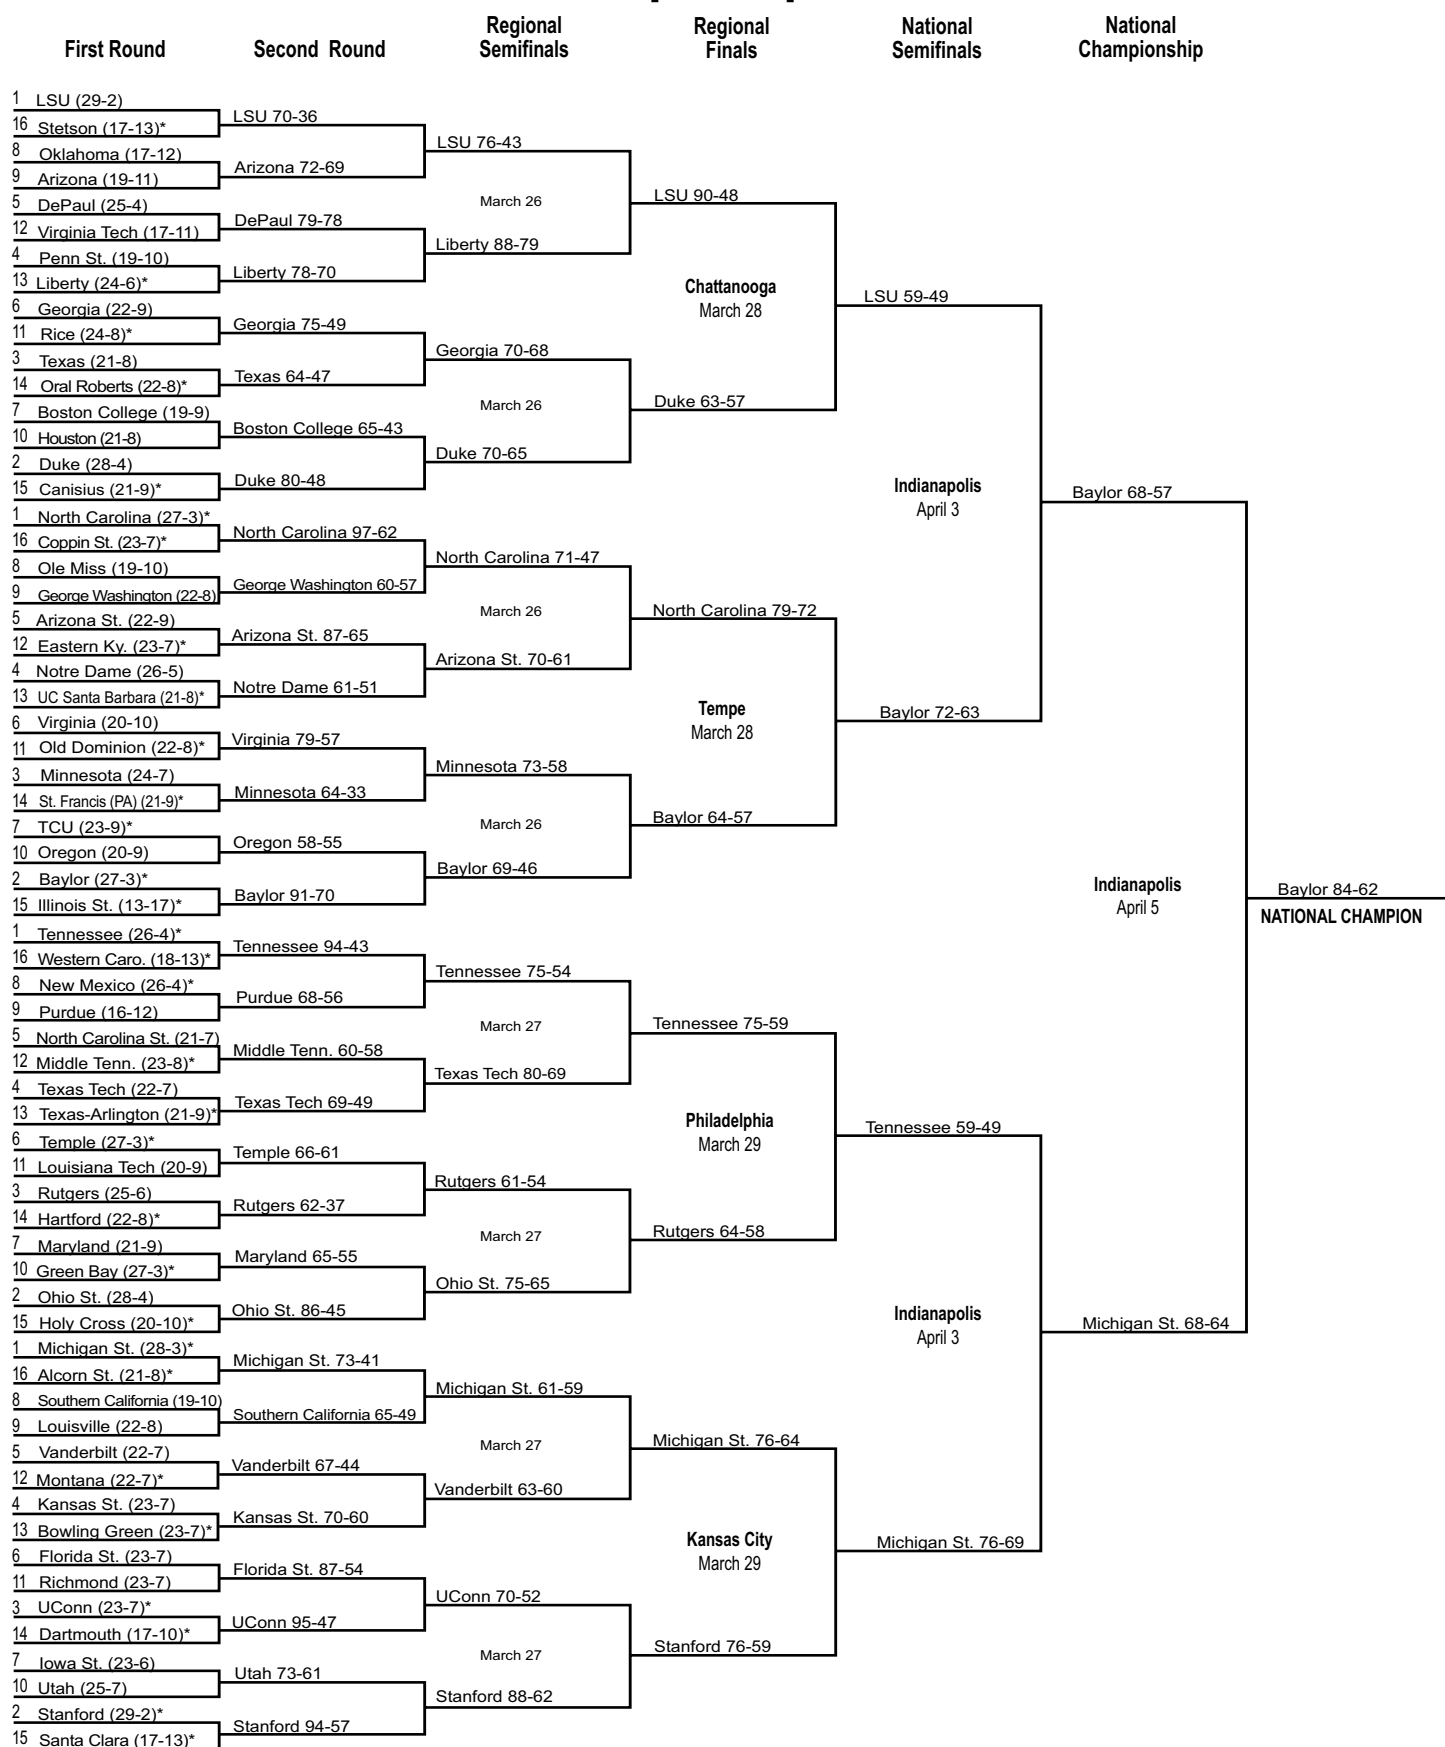 Regional Regional National National
First Round Second Round Semifinals Finals Semifinals Championship
1 LSU (29-2)
16 Stetson (17-13)*
8 Oklahoma (17-12)
9 Arizona (19-11)
5 DePaul (25-4)
12 Virginia Tech (17-11)
4 Penn St. (19-10)
13 Liberty (24-6)*
6 Georgia (22-9)
11 Rice (24-8)*
3 Texas (21-8)
14 Oral Roberts (22-8)*
7 Boston College (19-9)
10 Houston (21-8)
2 Duke (28-4)
15 Canisius (21-9)*
1 North Carolina (27-3)*
16 Coppin St. (23-7)*
8 Ole Miss (19-10)
9 George Washington (22-8)
5 Arizona St. (22-9)
12 Eastern Ky. (23-7)*
4 Notre Dame (26-5)
13 UC Santa Barbara (21-8)*
6 Virginia (20-10)
11 Old Dominion (22-8)*
3 Minnesota (24-7)
14 St. Francis (PA) (21-9)*
7 TCU (23-9)*
10 Oregon (20-9)
2 Baylor (27-3)*
15 Illinois St. (13-17)*
1 Tennessee (26-4)*
16 Western Caro. (18-13)*
8 New Mexico (26-4)*
9 Purdue (16-12)
5 North Carolina St. (21-7)
12 Middle Tenn. (23-8)*
4 Texas Tech (22-7)
13 Texas-Arlington (21-9)*
6 Temple (27-3)*
11 Louisiana Tech (20-9)
3 Rutgers (25-6)
14 Hartford (22-8)*
7 Maryland (21-9)
10 Green Bay (27-3)*
2 Ohio St. (28-4)
15 Holy Cross (20-10)*
1 Michigan St. (28-3)*
16 Alcorn St. (21-8)*
8 Southern California (19-10)
9 Louisville (22-8)
5 Vanderbilt (22-7)
12 Montana (22-7)*
4 Kansas St. (23-7)
13 Bowling Green (23-7)*
6 Florida St. (23-7)
11 Richmond (23-7)
3 UConn (23-7)*
14 Dartmouth (17-10)*
7 Iowa St. (23-6)
10 Utah (25-7)
2 Stanford (29-2)*
15 Santa Clara (17-13)*
LSU 70-36
Arizona 72-69
DePaul 79-78
Liberty 78-70
Georgia 75-49
Texas 64-47
Boston College 65-43
Duke 80-48
North Carolina 97-62
George Washington 60-57
Arizona St. 87-65
Notre Dame 61-51
Virginia 79-57
Minnesota 64-33
Oregon 58-55
Baylor 91-70
Tennessee 94-43
Purdue 68-56
Middle Tenn. 60-58
Texas Tech 69-49
Temple 66-61
Rutgers 62-37
Maryland 65-55
Ohio St. 86-45
Michigan St. 73-41
Southern California 65-49
Vanderbilt 67-44
Kansas St. 70-60
Florida St. 87-54
UConn 95-47
Utah 73-61
Stanford 94-57
LSU 76-43
March 26
Liberty 88-79
Georgia 70-68
March 26
Duke 70-65
North Carolina 71-47
March 26
Arizona St. 70-61
Minnesota 73-58
March 26
Baylor 69-46
Tennessee 75-54
March 27
Texas Tech 80-69
Rutgers 61-54
March 27
Ohio St. 75-65
Michigan St. 61-59
March 27
Vanderbilt 63-60
UConn 70-52
March 27
Stanford 88-62
LSU 90-48
Chattanooga
March 28
Duke 63-57
North Carolina 79-72
Tempe
March 28
Baylor 64-57
Tennessee 75-59
Philadelphia
March 29
Rutgers 64-58
Michigan St. 76-64
Kansas City
March 29
Stanford 76-59
LSU 59-49
Indianapolis
April 3
Baylor 72-63
Tennessee 59-49
Indianapolis
April 3
Michigan St. 76-69
Baylor 68-57
Indianapolis
April 5
Michigan St. 68-64
Baylor 84-62
NATIONAL CHAMPION